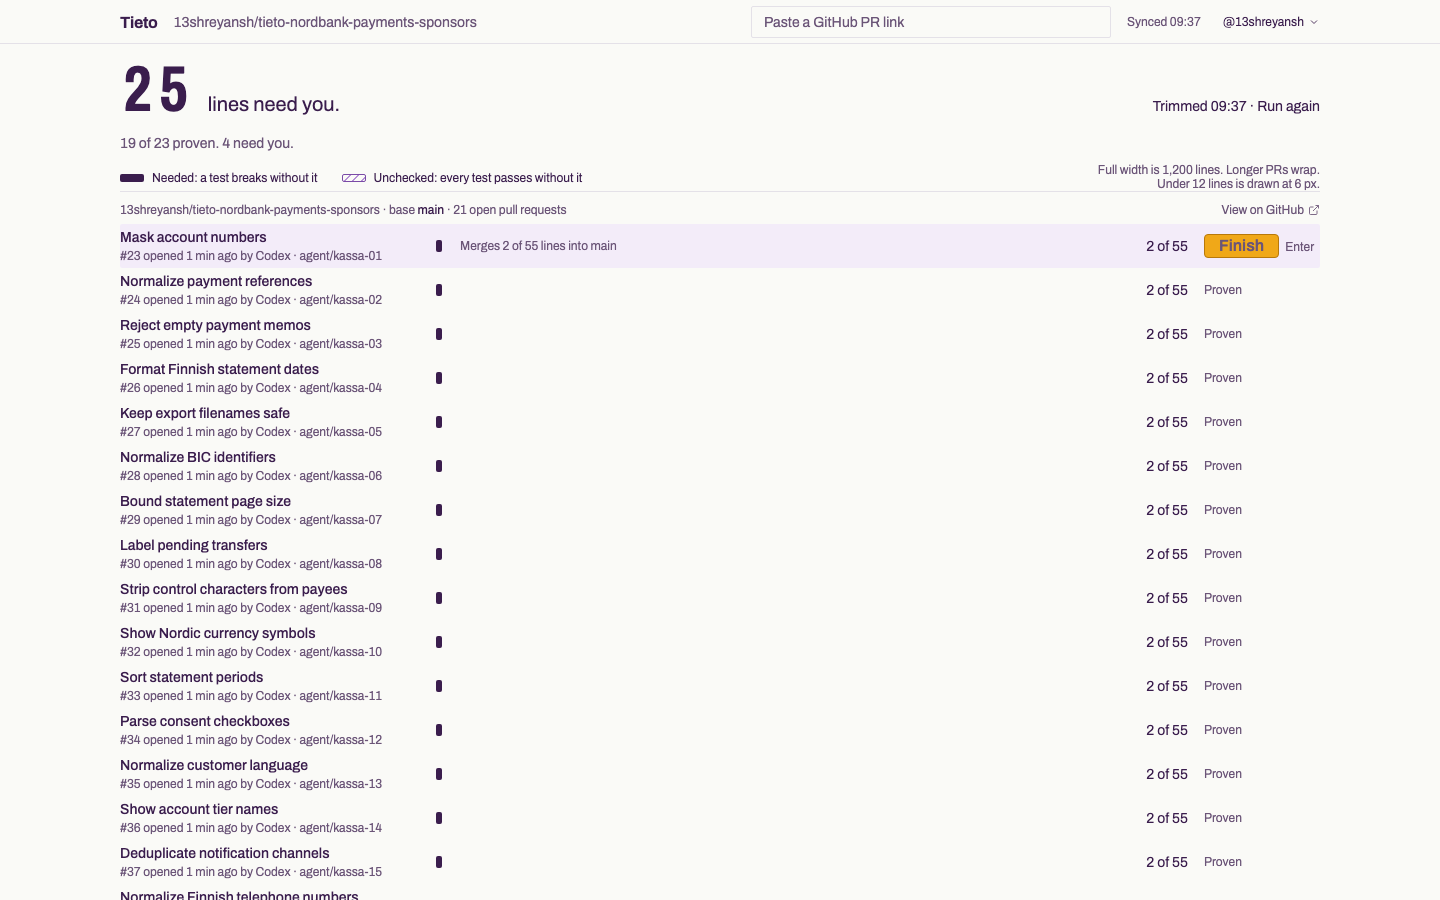 Tieto 13shreyansh/tieto-nordbank-payments-sponsors Paste a GitHub PR link Synced 09:37 @13shreyansh
25 lines need you. Trimmed 09:37 · Run again
19 of 23 proven. 4 need you.
Needed: a test breaks without it Unchecked: every test passes without it
Full width is 1,200 lines. Longer PRs wrap.
Under 12 lines is drawn at 6 px.
13shreyansh/tieto-nordbank-payments-sponsors · base main · 21 open pull requests View on GitHub
Mask account numbers
#23 opened 1 min ago by Codex · agent/kassa-01
Merges 2 of 55 lines into main 2 of 55 Finish Enter
Normalize payment references
#24 opened 1 min ago by Codex · agent/kassa-02
2 of 55 Proven
Reject empty payment memos
#25 opened 1 min ago by Codex · agent/kassa-03
2 of 55 Proven
Format Finnish statement dates
#26 opened 1 min ago by Codex · agent/kassa-04
2 of 55 Proven
Keep export filenames safe
#27 opened 1 min ago by Codex · agent/kassa-05
2 of 55 Proven
Normalize BIC identifiers
#28 opened 1 min ago by Codex · agent/kassa-06
2 of 55 Proven
Bound statement page size
#29 opened 1 min ago by Codex · agent/kassa-07
2 of 55 Proven
Label pending transfers
#30 opened 1 min ago by Codex · agent/kassa-08
2 of 55 Proven
Strip control characters from payees
#31 opened 1 min ago by Codex · agent/kassa-09
2 of 55 Proven
Show Nordic currency symbols
#32 opened 1 min ago by Codex · agent/kassa-10
2 of 55 Proven
Sort statement periods
#33 opened 1 min ago by Codex · agent/kassa-11
2 of 55 Proven
Parse consent checkboxes
#34 opened 1 min ago by Codex · agent/kassa-12
2 of 55 Proven
Normalize customer language
#35 opened 1 min ago by Codex · agent/kassa-13
2 of 55 Proven
Show account tier names
#36 opened 1 min ago by Codex · agent/kassa-14
2 of 55 Proven
Deduplicate notification channels
#37 opened 1 min ago by Codex · agent/kassa-15
2 of 55 Proven
Normalize Finnish telephone numbers